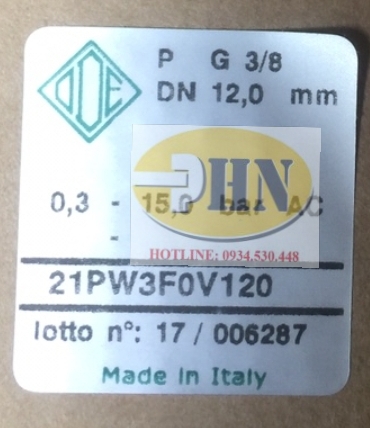 ODE
P G 3/8
DN 12,0 mm
DHN
0,3 - 15,0 bar AC
-
HOTLINE: 0934.530.448
21PW3F0V120
lotto n°: 17 / 006287
Made in Italy